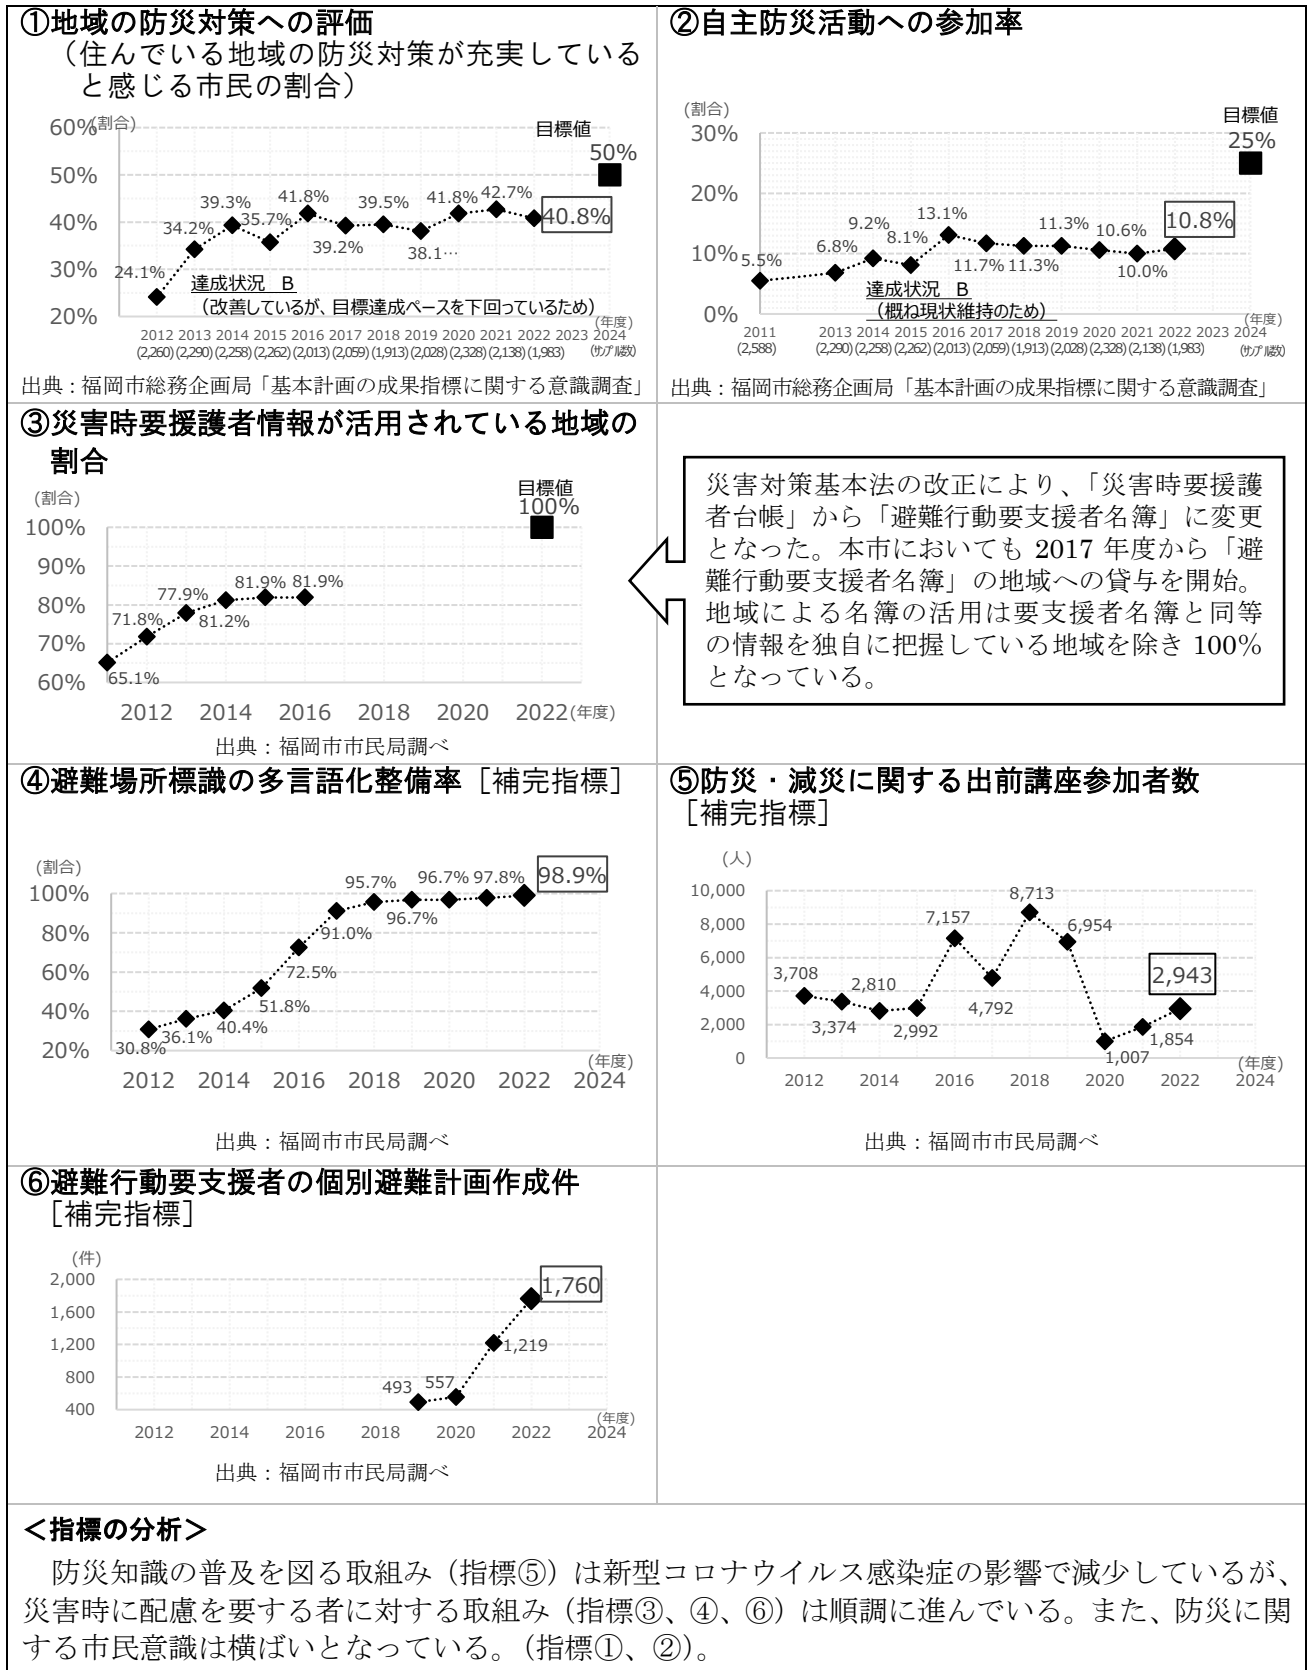 ①地域の防災対策への評価
（住んでいる地域の防災対策が充実している
と感じる市民の割合）
(割合)
60%
50%
40%
30%
20%
目標値
50%
24.1%
34.2%
39.3%
35.7%
41.8%
39.2%
39.5%
38.1…
41.8%
42.7%
40.8%
達成状況　B
（改善しているが、目標達成ペースを下回っているため）
(年度)
2012 2013 2014 2015 2016 2017 2018 2019 2020 2021 2022 2023 2024
(2,260) (2,290) (2,258) (2,262) (2,013) (2,059) (1,913) (2,028) (2,328) (2,138) (1,983) (サンプル数)
出典：福岡市総務企画局「基本計画の成果指標に関する意識調査」
②自主防災活動への参加率
(割合)
30%
20%
10%
0%
目標値
25%
5.5%
6.8%
9.2%
8.1%
13.1%
11.7%
11.3%
11.3%
10.6%
10.0%
10.8%
達成状況　B
（概ね現状維持のため）
(年度)
2011 2013 2014 2015 2016 2017 2018 2019 2020 2021 2022 2023 2024
(2,588) (2,290) (2,258) (2,262) (2,013) (2,059) (1,913) (2,028) (2,328) (2,138) (1,983) (サンプル数)
出典：福岡市総務企画局「基本計画の成果指標に関する意識調査」
③災害時要援護者情報が活用されている地域の
割合
(割合)
100%
90%
80%
70%
60%
目標値
100%
65.1%
71.8%
77.9%
81.2%
81.9%
81.9%
2012 2014 2016 2018 2020 2022 (年度)
出典：福岡市市民局調べ
災害対策基本法の改正により、「災害時要援護
者台帳」から「避難行動要支援者名簿」に変更
となった。本市においても 2017 年度から「避
難行動要支援者名簿」の地域への貸与を開始。
地域による名簿の活用は要支援者名簿と同等
の情報を独自に把握している地域を除き 100％
となっている。
④避難場所標識の多言語化整備率［補完指標］
(割合)
100%
80%
60%
40%
20%
30.8%
36.1%
40.4%
51.8%
72.5%
91.0%
95.7%
96.7%
96.7%
97.8%
98.9%
(年度)
2012 2014 2016 2018 2020 2022 2024
出典：福岡市市民局調べ
⑤防災・減災に関する出前講座参加者数
［補完指標］
(人)
10,000
8,000
6,000
4,000
2,000
0
3,708
3,374
2,810
2,992
7,157
4,792
8,713
6,954
1,007
1,854
2,943
(年度)
2012 2014 2016 2018 2020 2022 2024
出典：福岡市市民局調べ
⑥避難行動要支援者の個別避難計画作成件
［補完指標］
(件)
2,000
1,600
1,200
800
400
493
557
1,219
1,760
(年度)
2012 2014 2016 2018 2020 2022 2024
出典：福岡市市民局調べ
＜指標の分析＞
防災知識の普及を図る取組み（指標⑤）は新型コロナウイルス感染症の影響で減少しているが、
災害時に配慮を要する者に対する取組み（指標③、④、⑥）は順調に進んでいる。また、防災に関
する市民意識は横ばいとなっている。（指標①、②）。